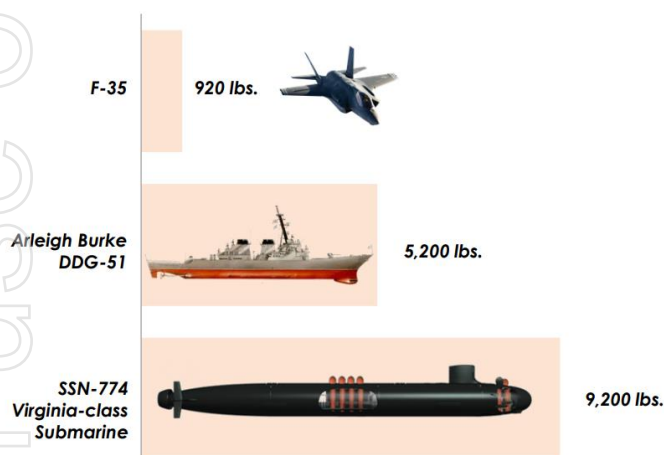 F-35
920 lbs.
Arleigh Burke
DDG-51
5,200 lbs.
SSN-774
Virginia-class
Submarine
9,200 lbs.